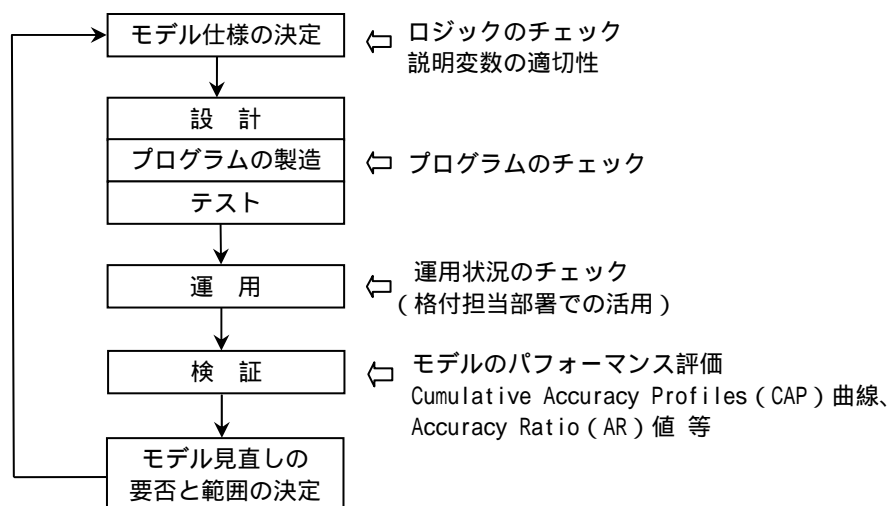 モデル仕様の決定
ロジックのチェック
説明変数の適切性
設 計
プログラムの製造
プログラムのチェック
テスト
運 用
運用状況のチェック
(格付担当部署での活用)
検 証
モデルのパフォーマンス評価
Cumulative Accuracy Profiles(CAP)曲線、
Accuracy Ratio(AR)値 等
モデル見直しの
要否と範囲の決定